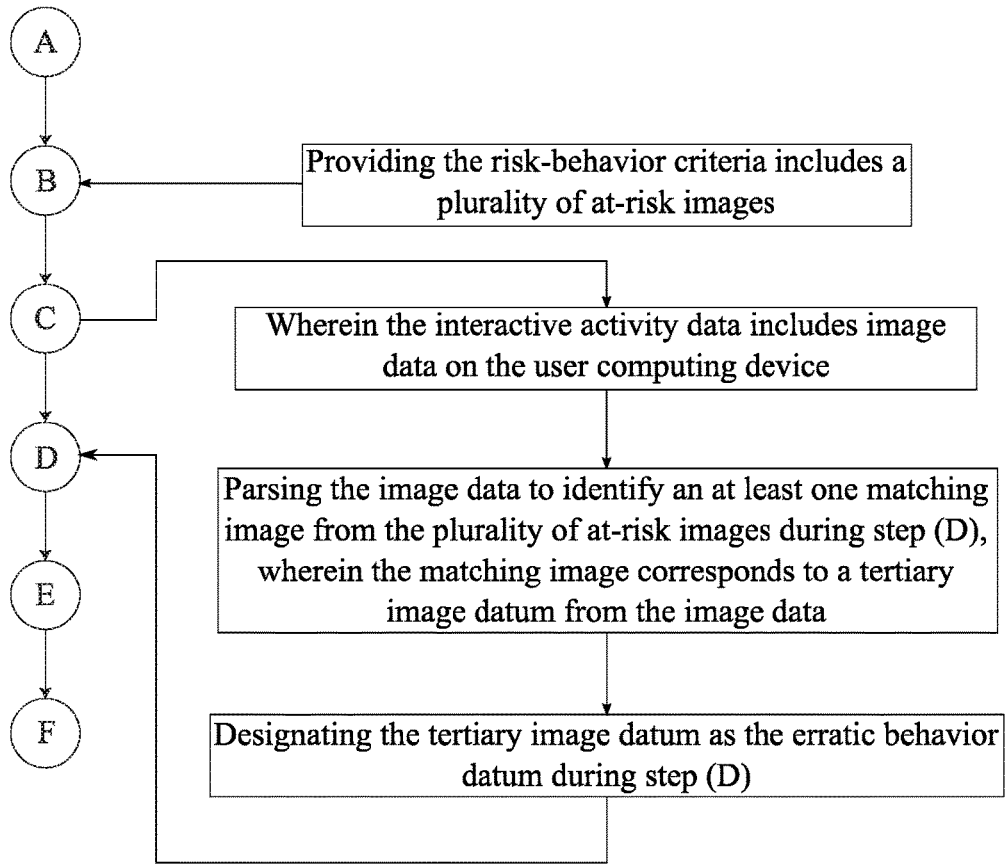 A
B
Providing the risk-behavior criteria includes a
plurality of at-risk images
C
Wherein the interactive activity data includes image
data on the user computing device
D
Parsing the image data to identify an at least one matching
image from the plurality of at-risk images during step (D),
wherein the matching image corresponds to a tertiary
image datum from the image data
E
F
Designating the tertiary image datum as the erratic behavior
datum during step (D)